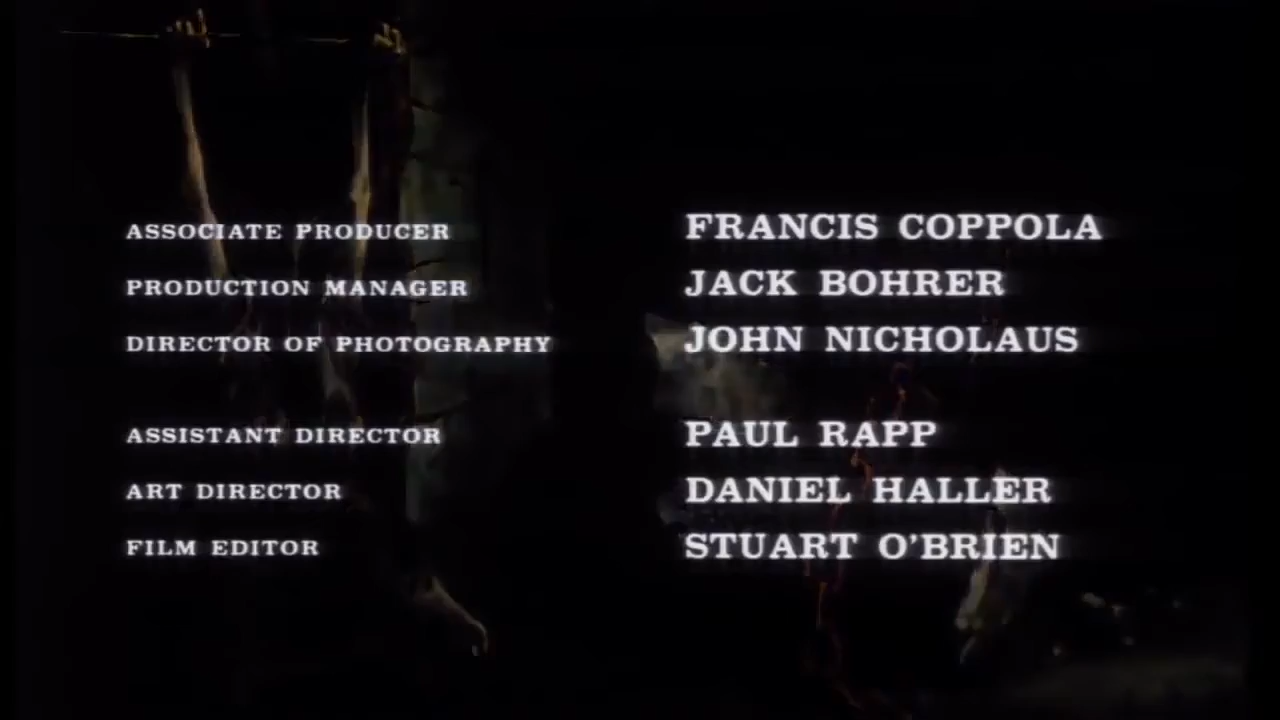 ASSOCIATE PRODUCER FRANCIS COPPOLA
PRODUCTION MANAGER JACK BOHRER
DIRECTOR OF PHOTOGRAPHY JOHN NICHOLAUS
ASSISTANT DIRECTOR PAUL RAPP
ART DIRECTOR DANIEL HALLER
FILM EDITOR STUART O'BRIEN